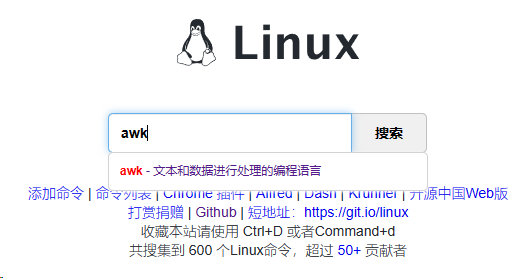 Linux
awk 搜索
awk - 文本和数据进行处理的编程语言
添加命令 | 命令列表 | Chrome 插件 | Alfred | Dash | Krunner | 开源中国Web版
打赏捐赠 | Github | 短地址： https://git.io/linux
收藏本站请使用 Ctrl+D 或者Command+d
共搜集到 600 个Linux命令，超过 50+ 贡献者